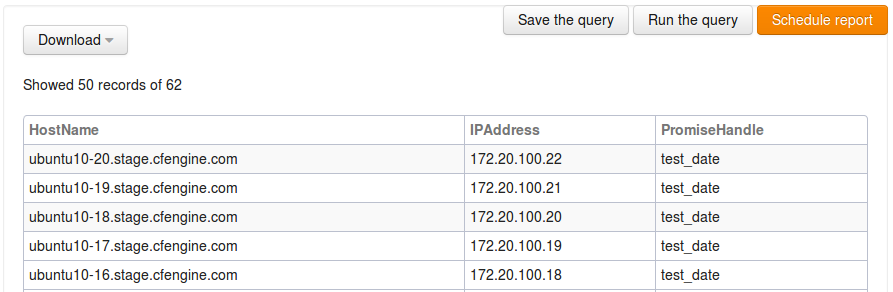 Save the query Run the query Schedule report
Download
Showed 50 records of 62
HostName IPAddress PromiseHandle
ubuntu10-20.stage.cfengine.com 172.20.100.22 test_date
ubuntu10-19.stage.cfengine.com 172.20.100.21 test_date
ubuntu10-18.stage.cfengine.com 172.20.100.20 test_date
ubuntu10-17.stage.cfengine.com 172.20.100.19 test_date
ubuntu10-16.stage.cfengine.com 172.20.100.18 test_date